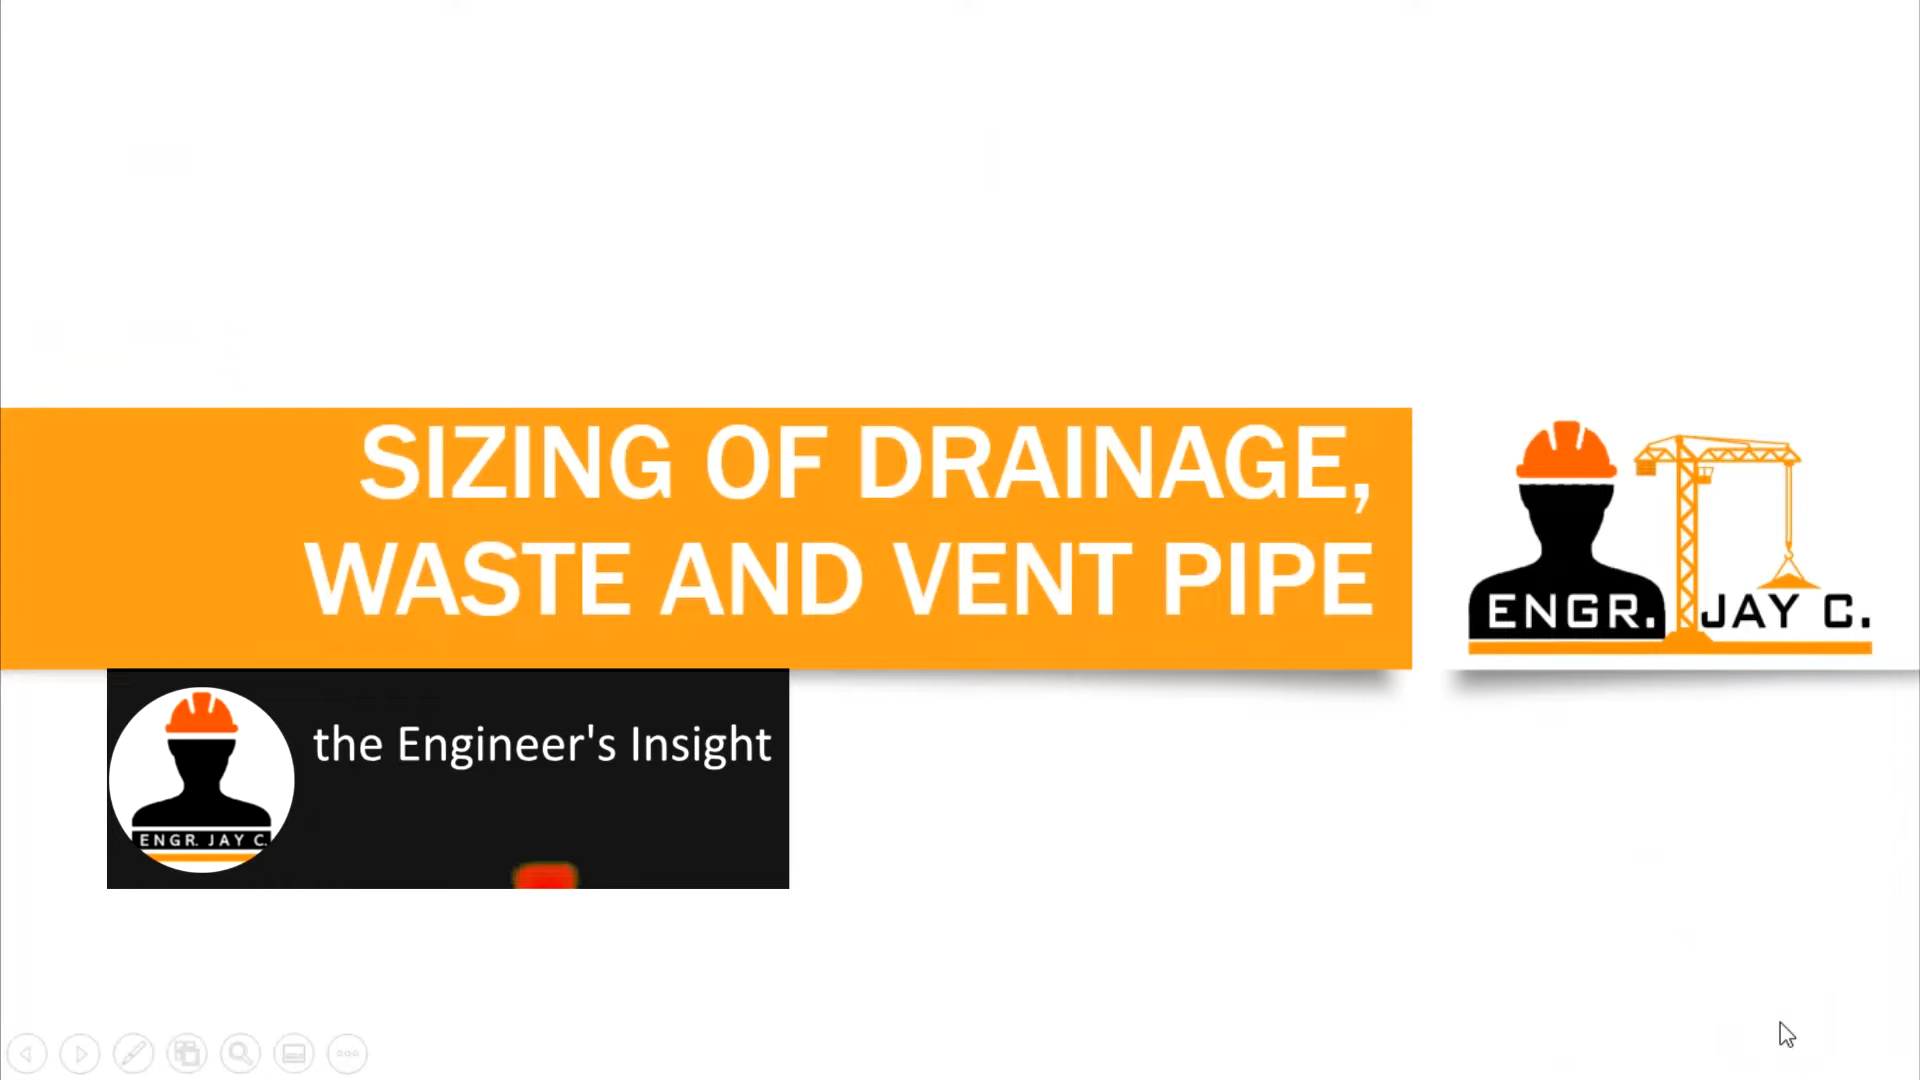 SIZING OF DRAINAGE,
WASTE AND VENT PIPE
ENGR. JAY C.
the Engineer's Insight
ENGR. JAY C.